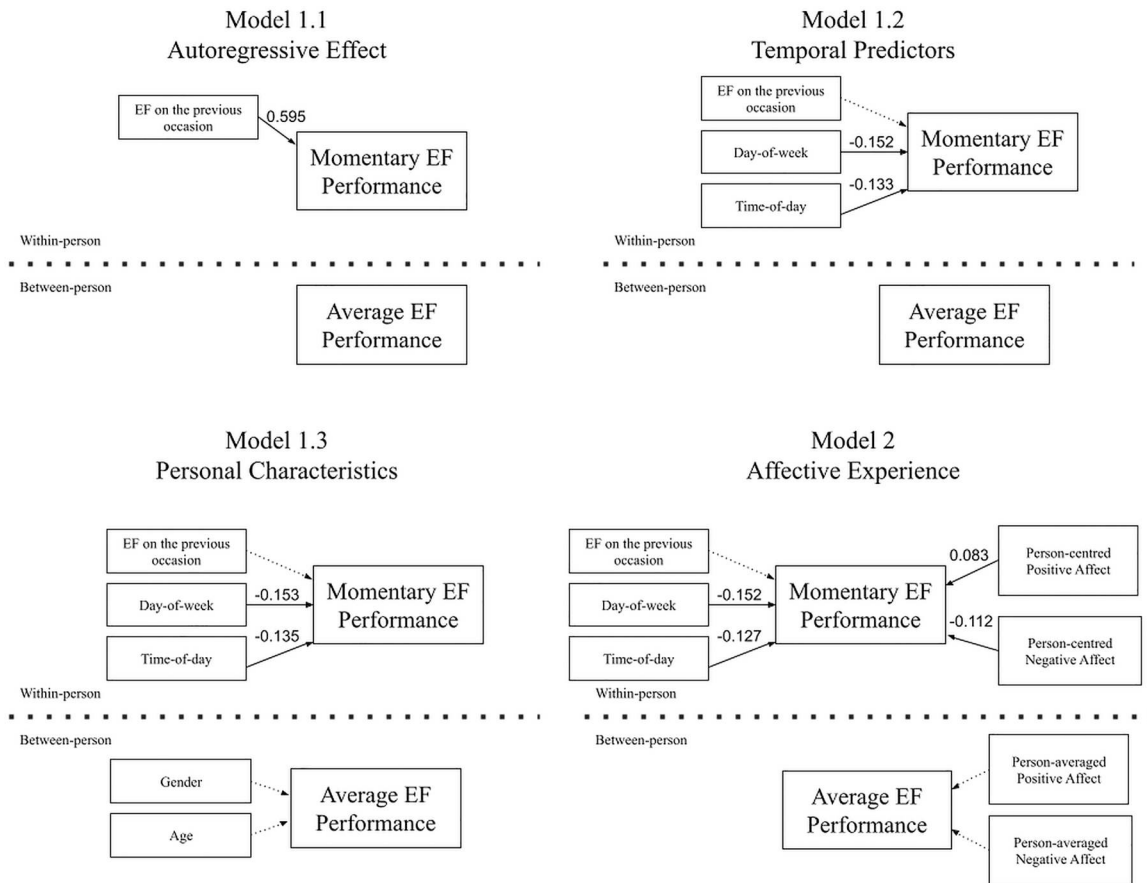 Model 1.1
Autoregressive Effect
EF on the previous
occasion
0.595
Momentary EF
Performance
Within-person
Between-person
Average EF
Performance
Model 1.2
Temporal Predictors
EF on the previous
occasion
Day-of-week
-0.152
Time-of-day
-0.133
Momentary EF
Performance
Within-person
Between-person
Average EF
Performance
Model 1.3
Personal Characteristics
EF on the previous
occasion
Day-of-week
-0.153
Time-of-day
-0.135
Momentary EF
Performance
Within-person
Between-person
Gender
Age
Average EF
Performance
Model 2
Affective Experience
EF on the previous
occasion
Day-of-week
-0.152
Time-of-day
-0.127
Momentary EF
Performance
0.083
Person-centred
Positive Affect
-0.112
Person-centred
Negative Affect
Within-person
Between-person
Average EF
Performance
Person-averaged
Positive Affect
Person-averaged
Negative Affect